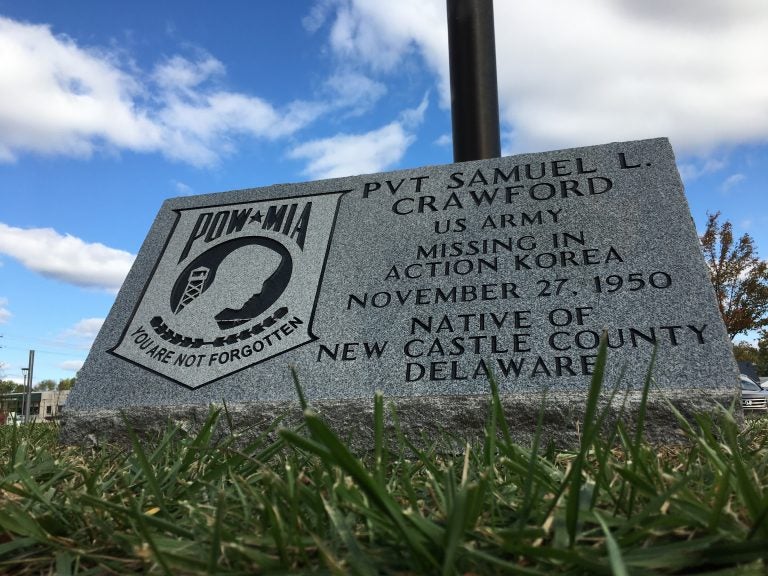 POW★MIA
YOU ARE NOT FORGOTTEN
PVT SAMUEL L.
CRAWFORD
US ARMY
MISSING IN
ACTION KOREA
NOVEMBER 27, 1950
NATIVE OF
NEW CASTLE COUNTY
DELAWARE